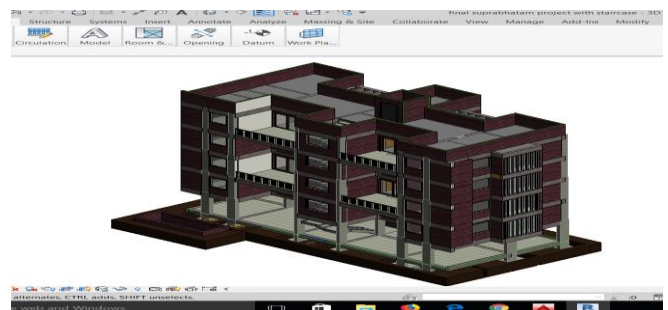 final suprabhatam project with staircase - 3D
Structure Systems Insert Annotate Analyze Massing & Site Collaborate View Manage Add-Ins Modify
Circulation Model Room &... Opening Datum Work Pla...
alternates, CTRL adds, SHIFT unselects.
:0
web and Windows